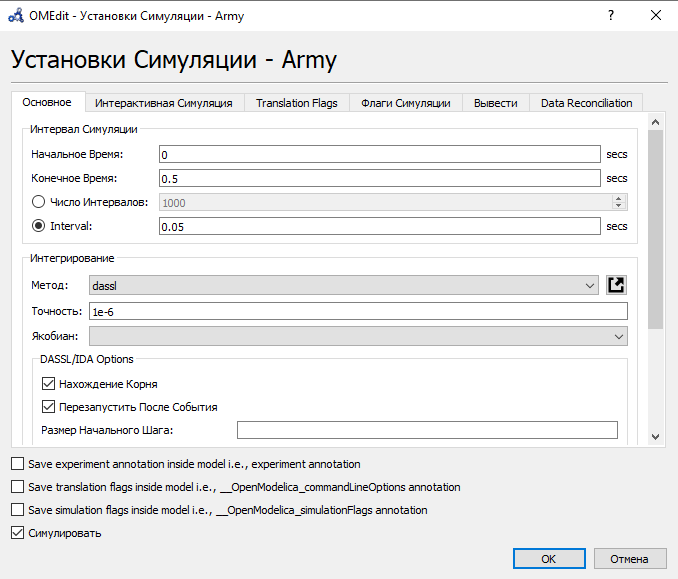 OMEdit - Установки Симуляции - Army
Установки Симуляции - Army
Основное Интерактивная Симуляция Translation Flags Флаги Симуляции Вывести Data Reconciliation
Интервал Симуляции
Начальное Время: 0 secs
Конечное Время: 0.5 secs
Число Интервалов: 1000
Interval: 0.05 secs
Интегрирование
Метод: dassl
Точность: 1e-6
Якобиан:
DASSL/IDA Options
Нахождение Корня
Перезапустить После События
Размер Начального Шага:
Save experiment annotation inside model i.e., experiment annotation
Save translation flags inside model i.e., __OpenModelica_commandLineOptions annotation
Save simulation flags inside model i.e., __OpenModelica_simulationFlags annotation
Симулировать
OK Отмена